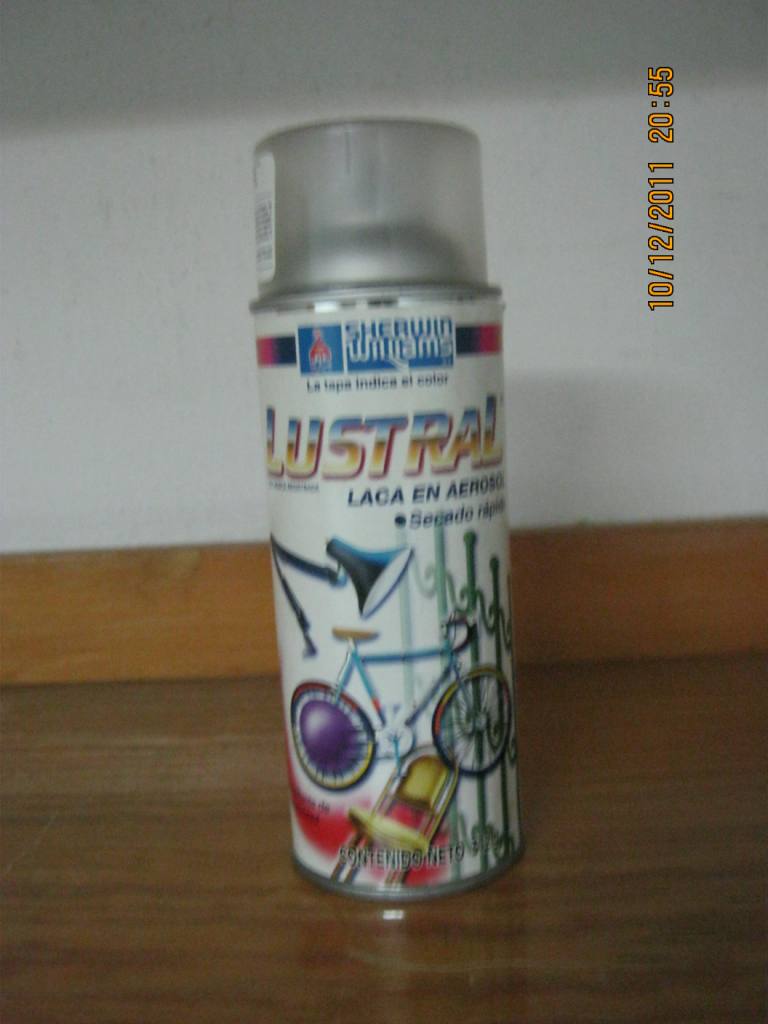 10/12/2011 20:55
SHERWIN
WILLIAMS
La tapa indica el color
LUSTRAL
LACA EN AEROSOL
• Secado rápido
CONTENIDO NETO